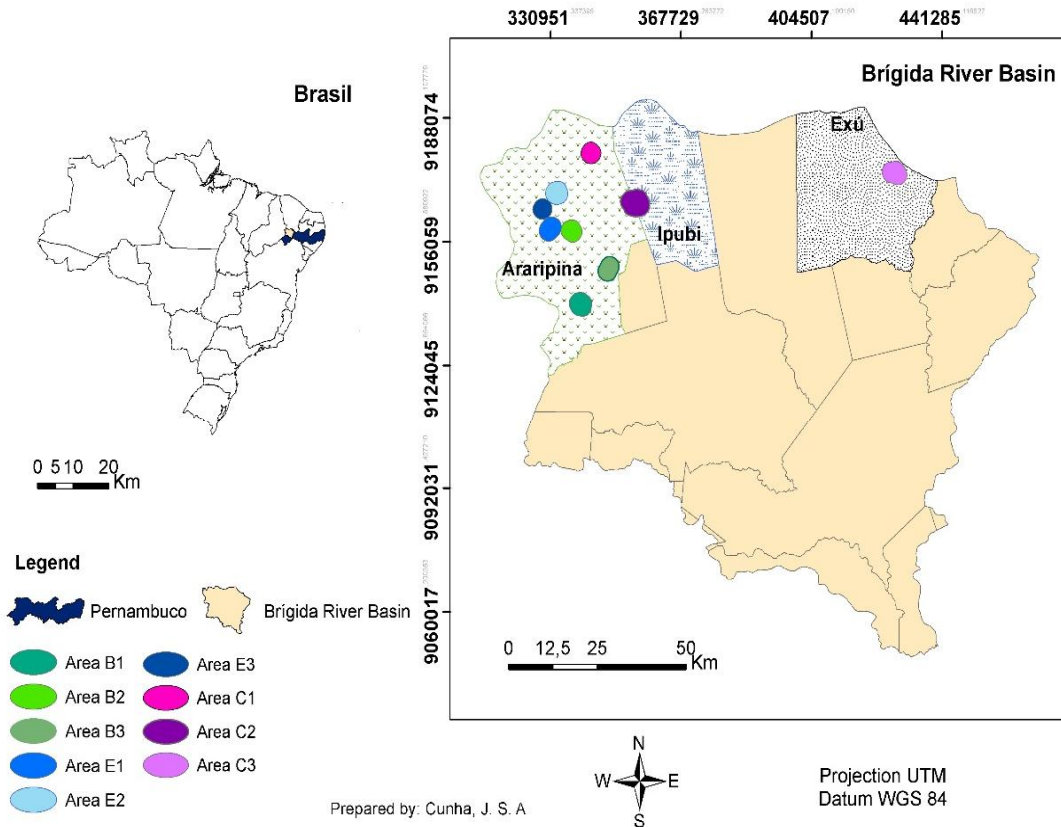 330951
367729
404507
441285
Brasil
Brígida River Basin
9188074
9156059
9124045
9092031
9060017
Exú
Ipubi
Araripina
0 5 10 20
Km
0 12,5 25 50
Km
Legend
Pernambuco
Brígida River Basin
Area B1
Area B2
Area B3
Area E1
Area E2
Area E3
Area C1
Area C2
Area C3
N
W
E
S
Prepared by: Cunha, J. S. A
Projection UTM
Datum WGS 84